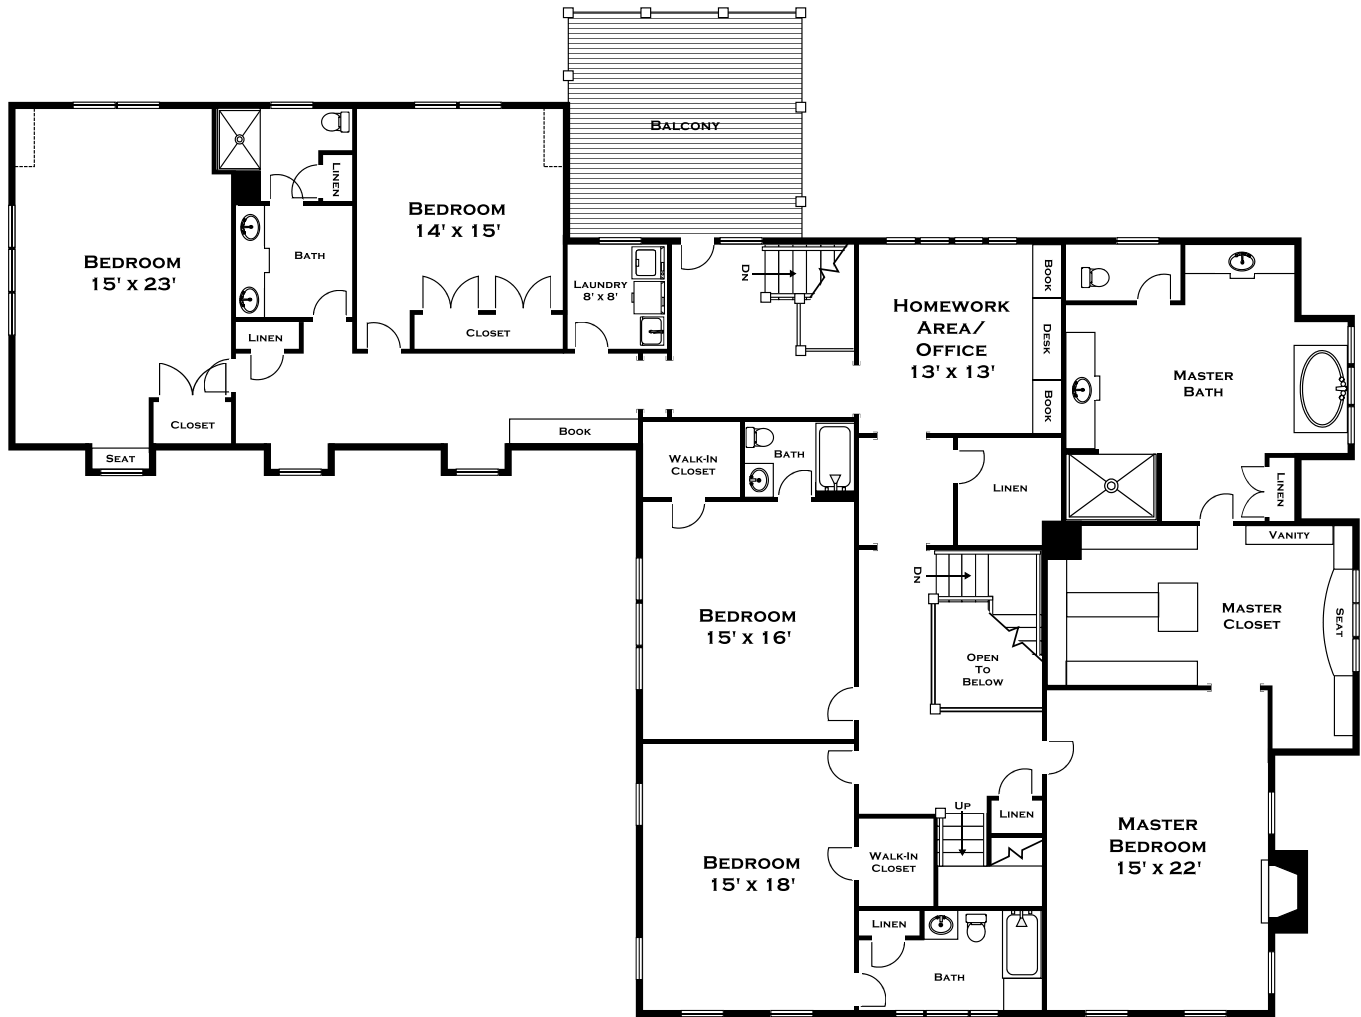 Balcony
Bedroom
15' x 23'
Linen
Bath
Linen
Closet
Seat
Bedroom
14' x 15'
Closet
Laundry
8' x 8'
Book
Dn
Homework
Area/
Office
13' x 13'
Book
Desk
Book
Master
Bath
Linen
Walk-In
Closet
Bath
Linen
Vanity
Master
Closet
Seat
Dn
Open
To
Below
Bedroom
15' x 16'
Bedroom
15' x 18'
Up
Linen
Walk-In
Closet
Linen
Bath
Master
Bedroom
15' x 22'